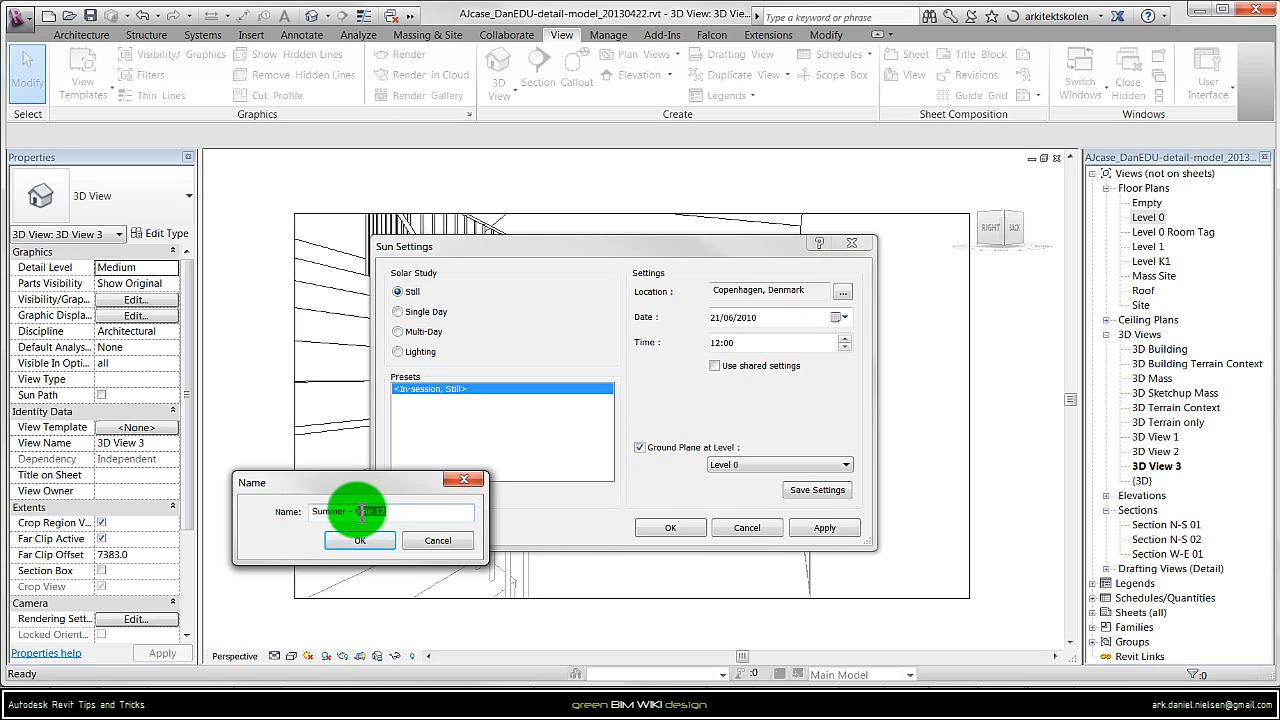 AJcase_DanEDU-detail-model_20130422.rvt - 3D View: 3D V...
Type a keyword or phrase
arkitektskolen
Architecture Structure Systems Insert Annotate Analyze Massing & Site Collaborate View Manage Add-Ins Falcon Extensions Modify
Modify
View Templates
Visibility/ Graphics
Filters
Thin Lines
Show Hidden Lines
Remove Hidden Lines
Cut Profile
Render
Render in Cloud
Render Gallery
3D View
Section
Callout
Plan Views
Elevation
Drafting View
Duplicate View
Legends
Schedules
Scope Box
Sheet
View
Title Block
Revisions
Guide Grid
Switch Windows
Close Hidden
User Interface
Select
Graphics
Create
Sheet Composition
Windows
Properties
3D View
3D View: 3D View 3
Edit Type
Graphics
Detail Level Medium
Parts Visibility Show Original
Visibility/Grap... Edit...
Graphic Displa... Edit...
Discipline Architectural
Default Analys... None
Visible In Opti... all
View Type
Sun Path
Identity Data
View Template <None>
View Name 3D View 3
Dependency Independent
Title on Sheet
View Owner
Extents
Crop Region V...
Far Clip Active
Far Clip Offset 7383.0
Section Box
Crop View
Camera
Rendering Sett... Edit...
Locked Orient...
Properties help
Apply
RIGHT
Sun Settings
Solar Study
Still
Single Day
Multi-Day
Lighting
Presets
<In-session, Still>
Settings
Location : Copenhagen, Denmark
...
Date : 21/06/2010
Time : 12:00
Use shared settings
Ground Plane at Level :
Level 0
Save Settings
OK
Cancel
Apply
Name
Name: Summer -
OK
Cancel
AJcase_DanEDU-detail-model_2013...
Views (not on sheets)
Floor Plans
Empty
Level 0
Level 0 Room Tag
Level 1
Level K1
Mass Site
Roof
Site
Ceiling Plans
3D Views
3D Building
3D Building Terrain Context
3D Mass
3D Sketchup Mass
3D Terrain Context
3D Terrain only
3D View 1
3D View 2
3D View 3
{3D}
Elevations
Sections
Section N-S 01
Section N-S 02
Section W-E 01
Drafting Views (Detail)
Legends
Schedules/Quantities
Sheets (all)
Families
Groups
Revit Links
Perspective
Ready
:0
Main Model
:0
Autodesk Revit Tips and Tricks
green BIM WIKI design
ark.daniel.nielsen@gmail.com